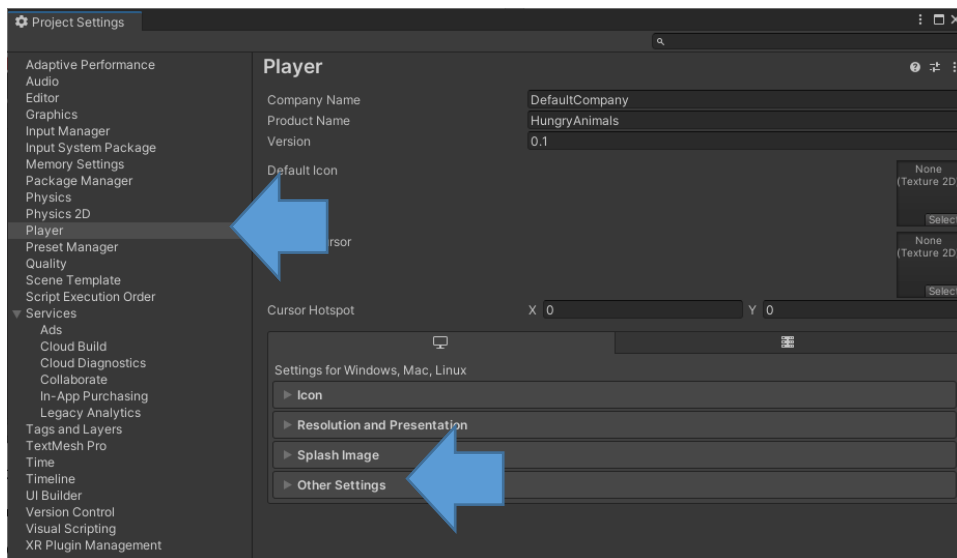 Project Settings
Adaptive Performance
Audio
Editor
Graphics
Input Manager
Input System Package
Memory Settings
Package Manager
Physics
Physics 2D
Player
Preset Manager
Quality
Scene Template
Script Execution Order
Services
Ads
Cloud Build
Cloud Diagnostics
Collaborate
In-App Purchasing
Legacy Analytics
Tags and Layers
TextMesh Pro
Time
Timeline
UI Builder
Version Control
Visual Scripting
XR Plugin Management
Player
Company Name DefaultCompany
Product Name HungryAnimals
Version 0.1
Default Icon
None
(Texture 2D)
Select
rsor
None
(Texture 2D)
Select
Cursor Hotspot X 0 Y 0
Settings for Windows, Mac, Linux
Icon
Resolution and Presentation
Splash Image
Other Settings